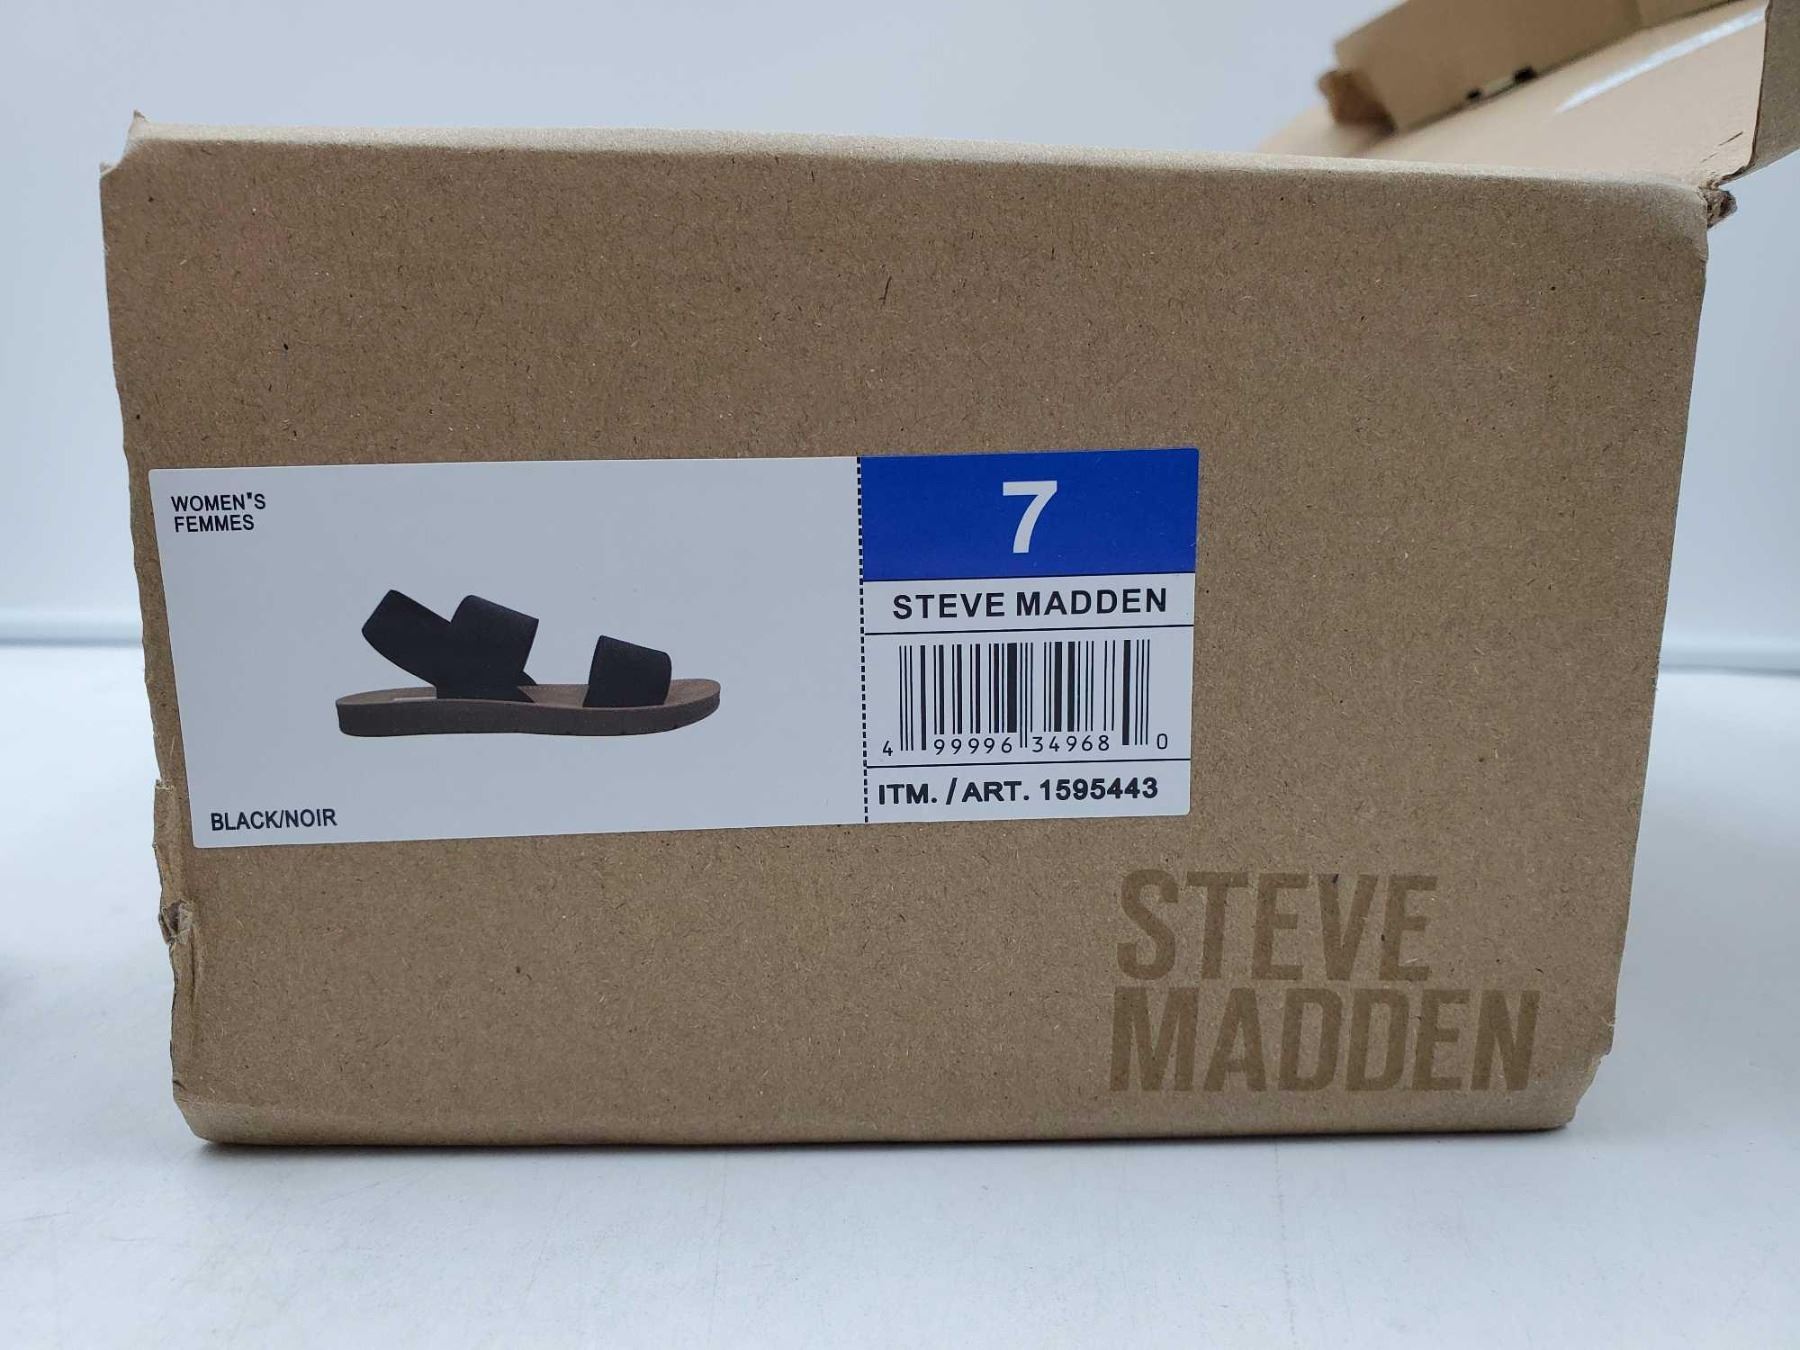 WOMEN'S
FEMMES
BLACK/NOIR
7
STEVE MADDEN
4 99996 34968 0
ITM. / ART. 1595443
STEVE
MADDEN